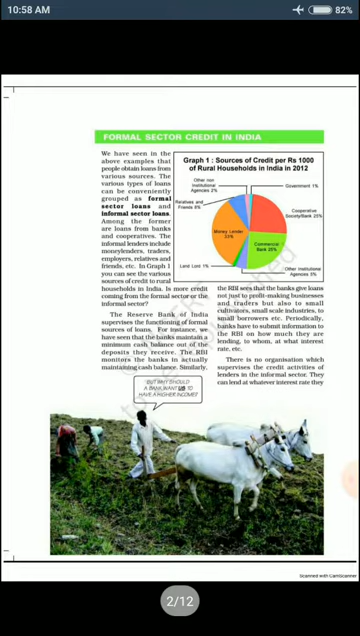 10:58 AM
82%
FORMAL SECTOR CREDIT IN INDIA
We have seen in the
above examples that
people obtain loans from
various sources. The
various types of loans
can be conveniently
grouped as formal
sector loans and
informal sector loans.
Among the former
are loans from banks
and cooperatives. The
informal lenders include
moneylenders, traders,
employers, relatives and
friends, etc. In Graph 1
you can see the various
sources of credit to rural
households in India. Is more credit
coming from the formal sector or the
informal sector?
The Reserve Bank of India
supervises the functioning of formal
sources of loans. For instance, we
have seen that the banks maintain a
minimum cash balance out of the
deposits they receive. The RBI
monitors the banks in actually
maintaining cash balance. Similarly,
Graph 1 : Sources of Credit per Rs 1000
of Rural Households in India in 2012
Other non
Institutional
Agencies 2%
Government 1%
Relatives and
Friends 8%
Cooperative
Society/Bank 25%
Money Lender
33%
Commercial
Bank 25%
Land Lord 1%
Other Institutional
Agencies 5%
the RBI sees that the banks give loans
not just to profit-making businesses
and traders but also to small
cultivators, small scale industries, to
small borrowers etc. Periodically,
banks have to submit information to
the RBI on how much they are
lending, to whom, at what interest
rate, etc.
There is no organisation which
supervises the credit activities of
lenders in the informal sector. They
can lend at whatever interest rate they
BUT WHY SHOULD
A BANK WANT US TO
HAVE A HIGHER INCOME?
Scanned with CamScanner
2/12